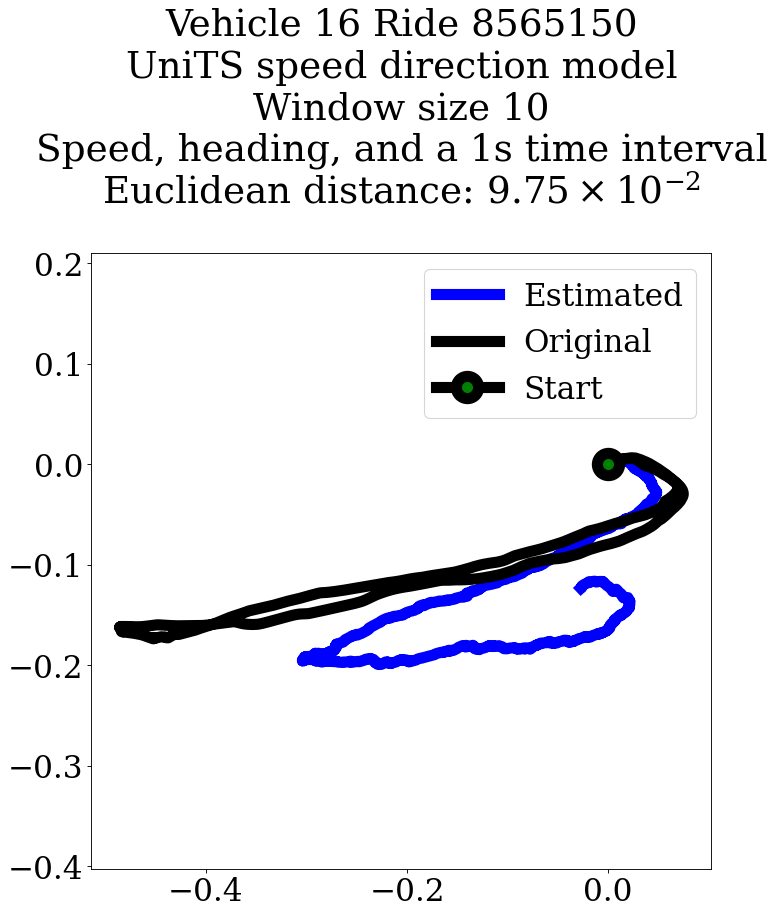 Vehicle 16 Ride 8565150
UniTS speed direction model
Window size 10
Speed, heading, and a 1s time interval
Euclidean distance: 9.75 × 10⁻²
Estimated
Original
Start
0.2
0.1
0.0
−0.1
−0.2
−0.3
−0.4
−0.4
−0.2
0.0